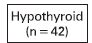 Hypothyroid
(n = 42)